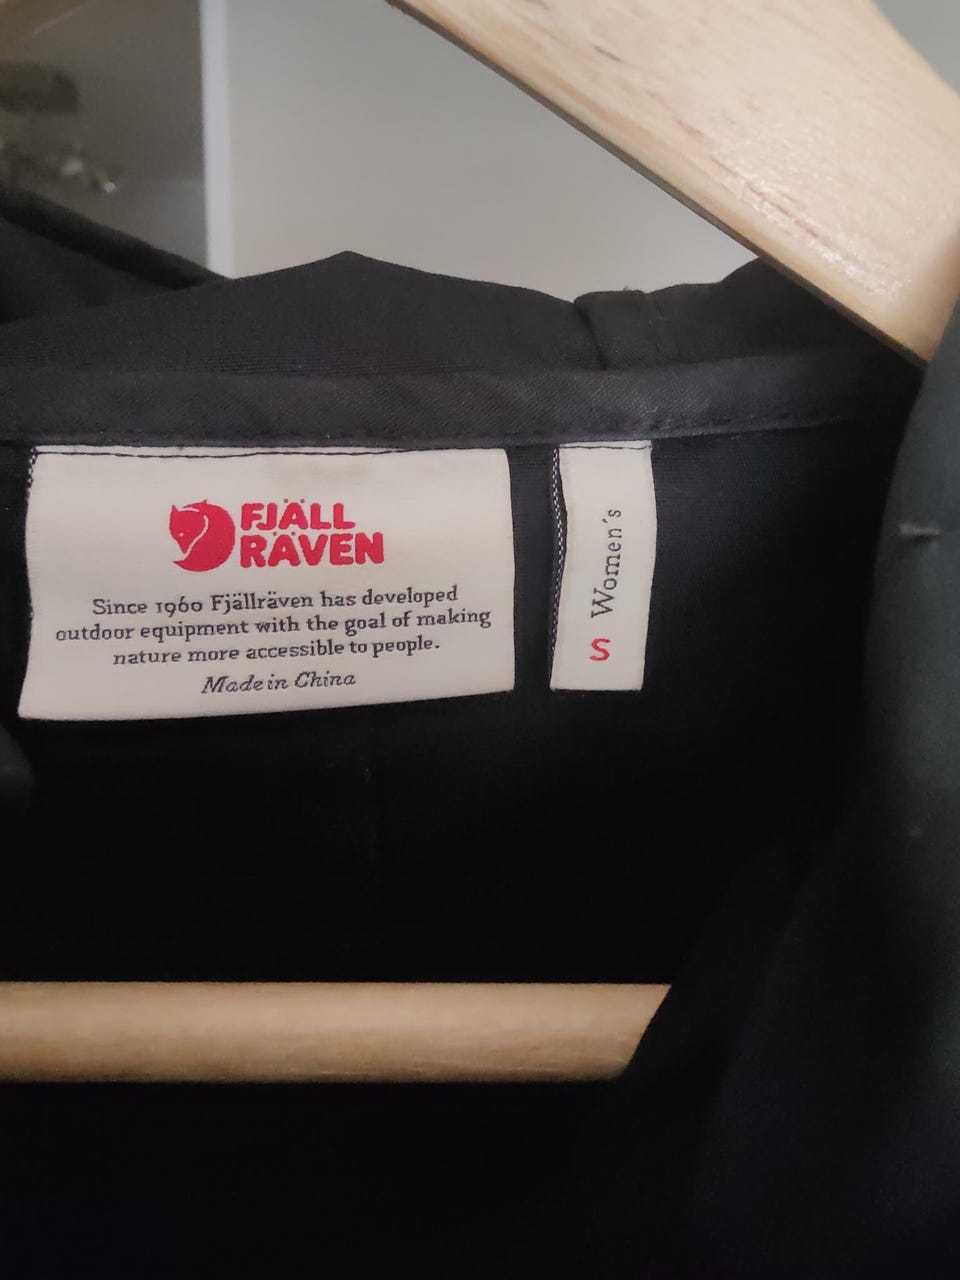 FJÄLL
RÄVEN
Since 1960 Fjällräven has developed
outdoor equipment with the goal of making
nature more accessible to people.
Made in China
Women's
S